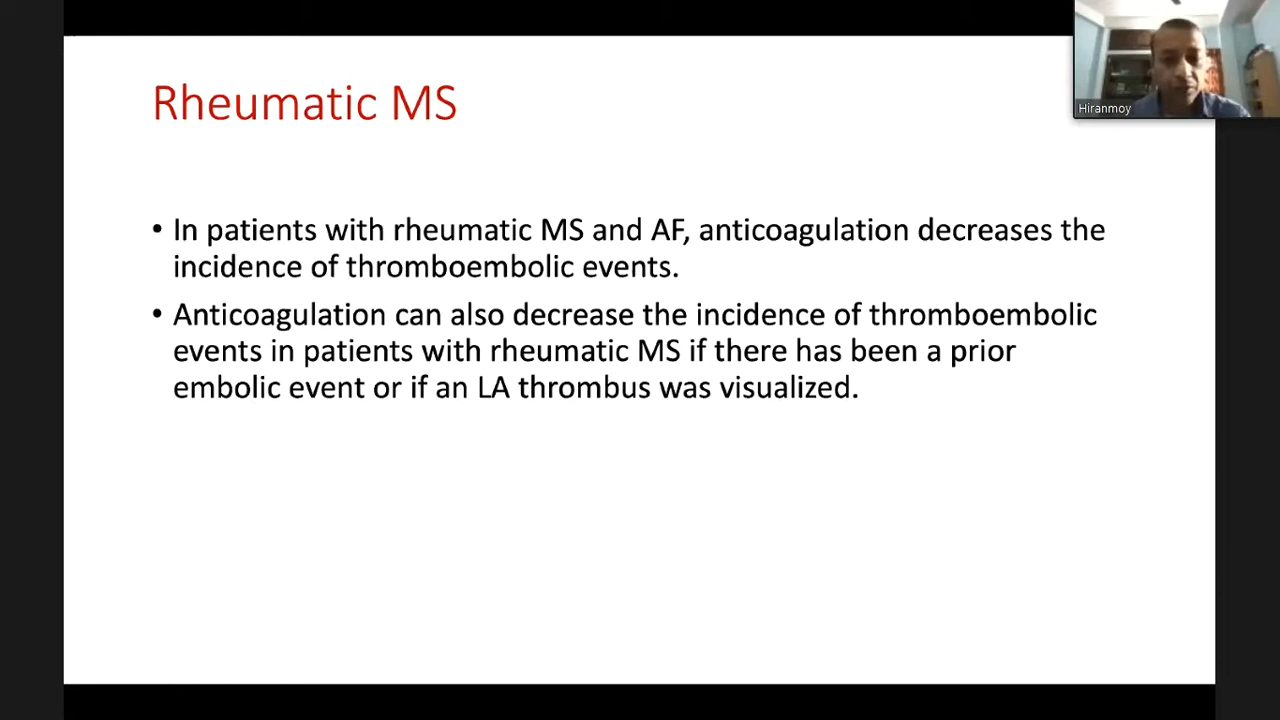 Rheumatic MS
• In patients with rheumatic MS and AF, anticoagulation decreases the
incidence of thromboembolic events.
• Anticoagulation can also decrease the incidence of thromboembolic
events in patients with rheumatic MS if there has been a prior
embolic event or if an LA thrombus was visualized.
Hiranmoy